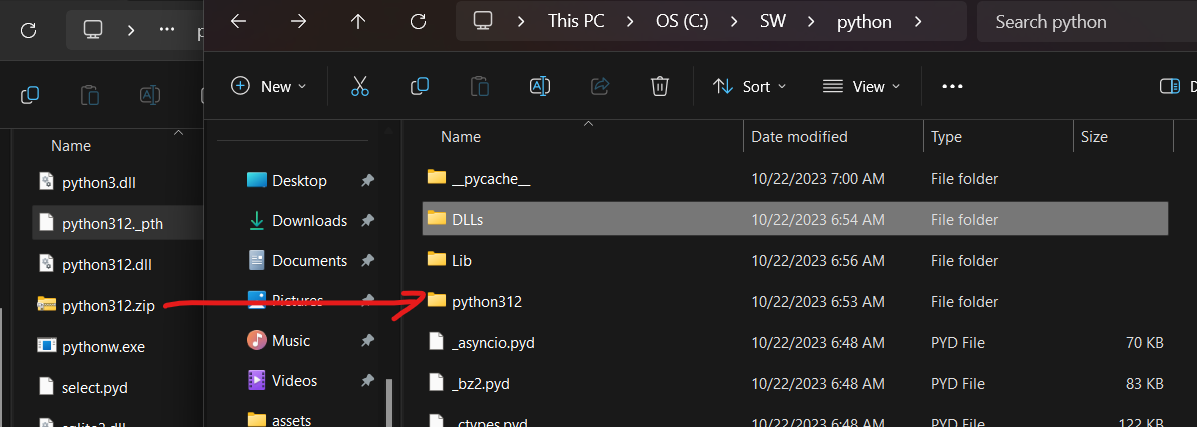 This PC > OS (C:) > SW > python >
Search python
New
Sort
View
Name
python3.dll
python312._pth
python312.dll
python312.zip
pythonw.exe
select.pyd
sqlite3.dll
Desktop
Downloads
Documents
Pictures
Music
Videos
assets
Name Date modified Type Size
__pycache__ 10/22/2023 7:00 AM File folder
DLLs 10/22/2023 6:54 AM File folder
Lib 10/22/2023 6:56 AM File folder
python312 10/22/2023 6:53 AM File folder
_asyncio.pyd 10/22/2023 6:48 AM PYD File 70 KB
_bz2.pyd 10/22/2023 6:48 AM PYD File 83 KB
_ctypes.pyd 10/22/2023 6:48 AM PYD File 122 KB